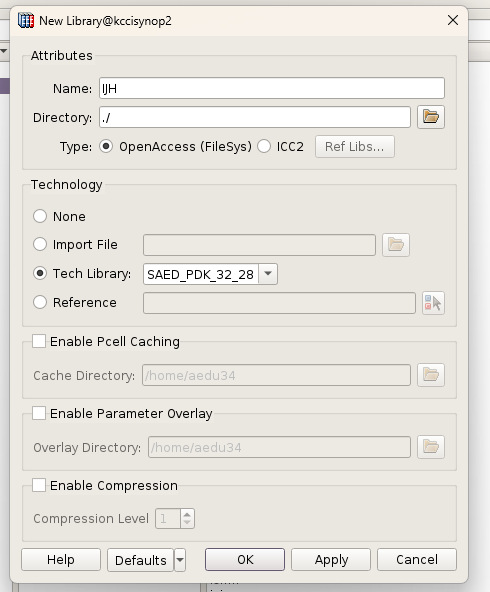 New Library@kccisynop2
Attributes
Name: IJH
Directory: ./
Type: OpenAccess (FileSys) ICC2 Ref Libs...
Technology
None
Import File
Tech Library: SAED_PDK_32_28
Reference
Enable Pcell Caching
Cache Directory: /home/aedu34
Enable Parameter Overlay
Overlay Directory: /home/aedu34
Enable Compression
Compression Level 1
Help Defaults OK Apply Cancel